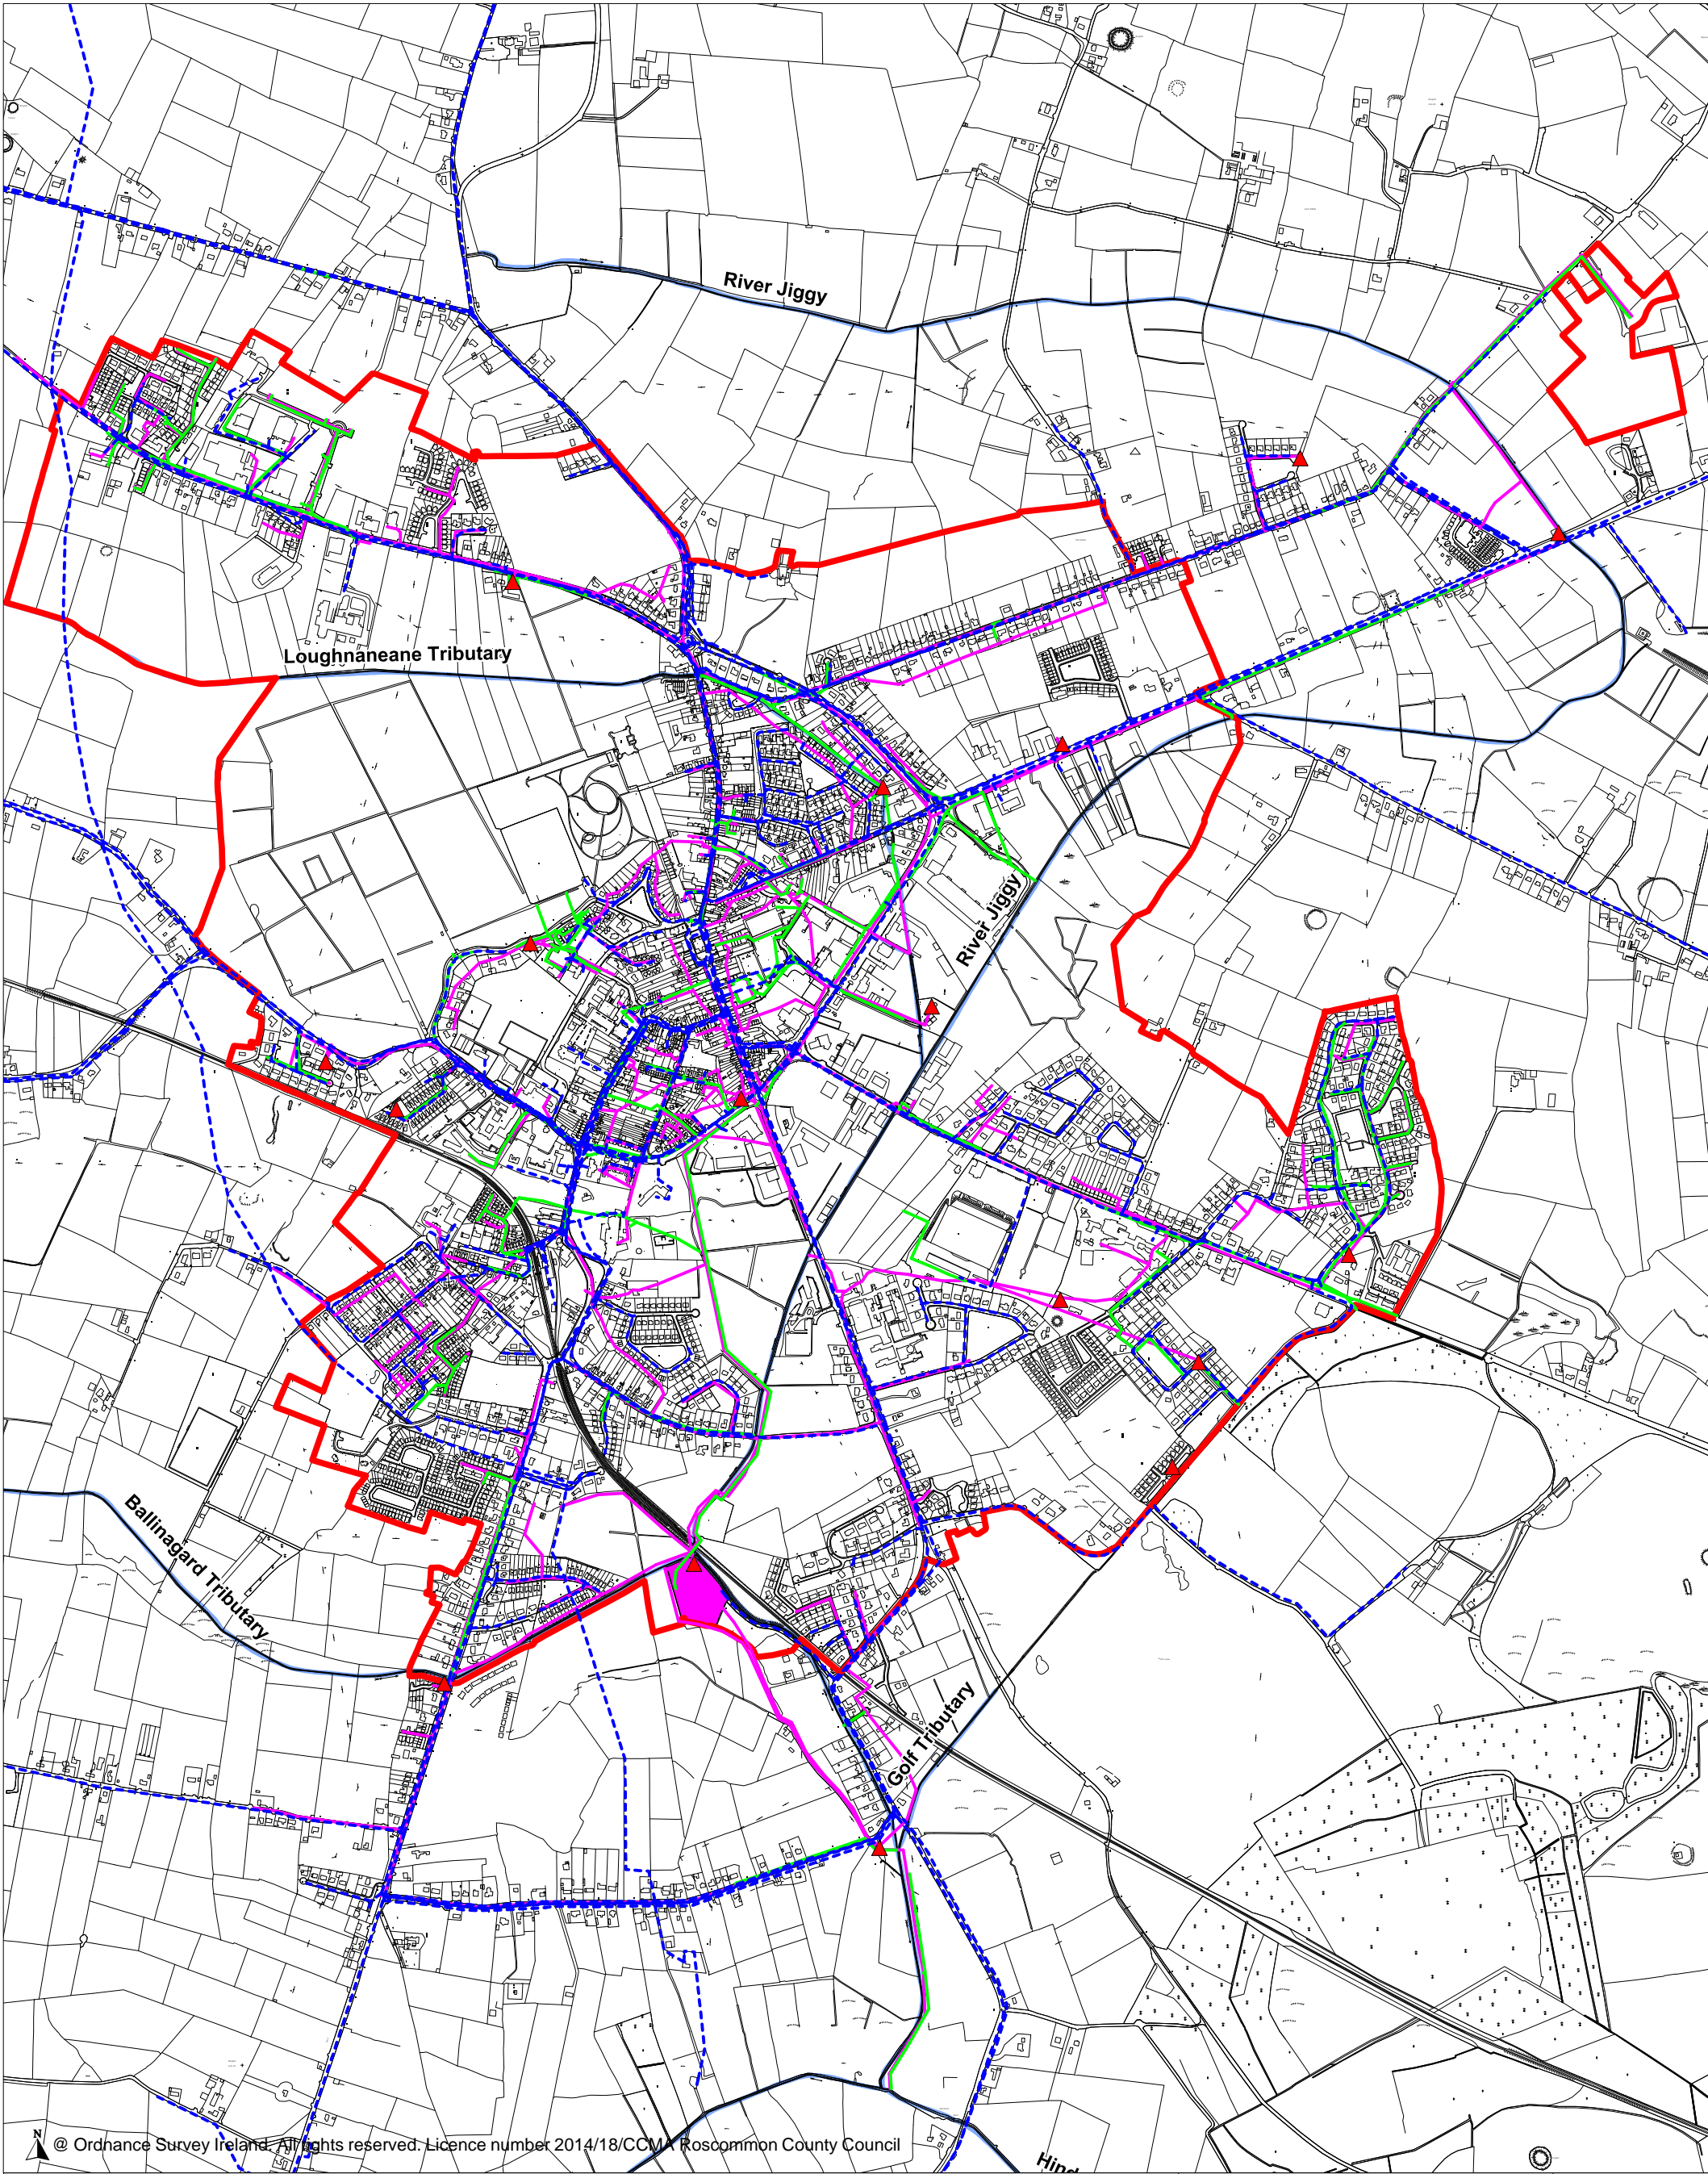 River Jiggy
Loughnaneane Tributary
River Jiggy
Ballinagard Tributary
Golf Tributary
N
@ Ordnance Survey Ireland. All rights reserved. Licence number 2014/18/CCMA Roscommon County Council